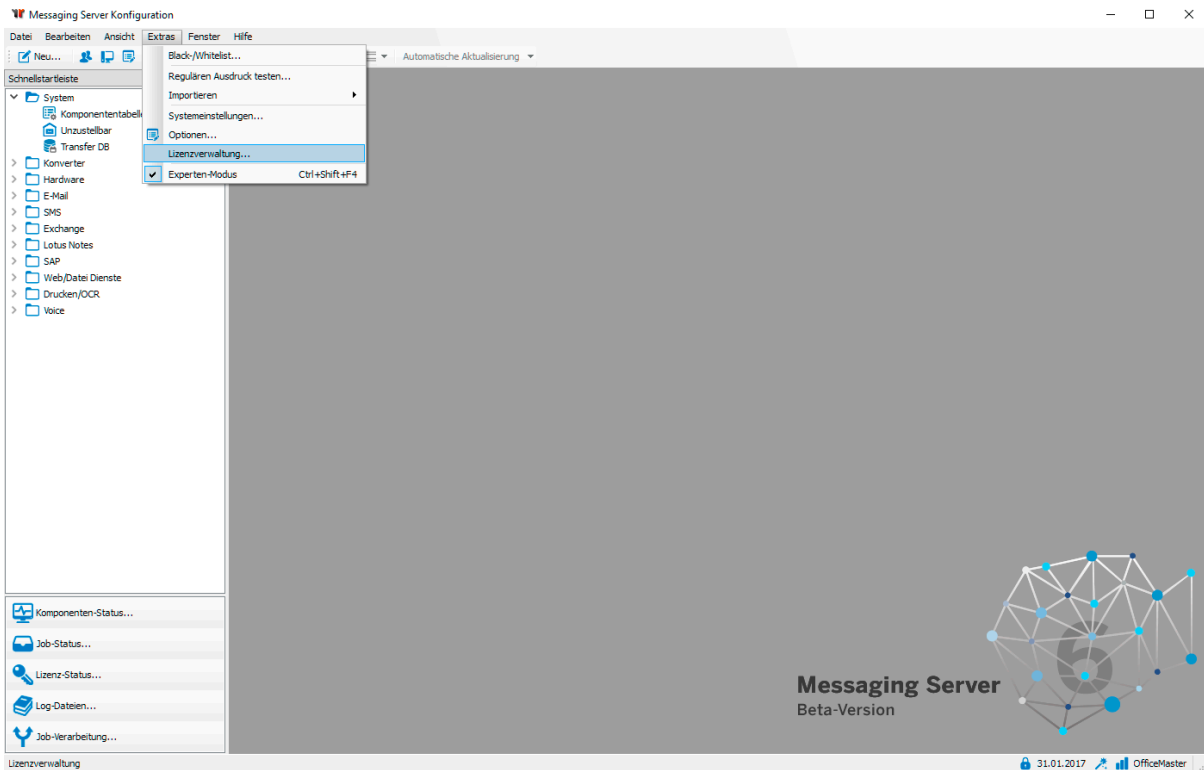 Messaging Server Konfiguration
Datei Bearbeiten Ansicht Extras Fenster Hilfe
Neu... Automatische Aktualisierung
Schnellstartleiste
Black-/Whitelist...
Regulären Ausdruck testen...
Importieren
Systemeinstellungen...
Optionen...
Lizenzverwaltung...
Experten-Modus Ctrl+Shift+F4
System
Komponententabelle
Unzustellbar
Transfer DB
Konverter
Hardware
E-Mail
SMS
Exchange
Lotus Notes
SAP
Web/Datei Dienste
Drucken/OCR
Voice
Komponenten-Status...
Job-Status...
Lizenz-Status...
Log-Dateien...
Job-Verarbeitung...
6
Messaging Server
Beta-Version
Lizenzverwaltung 31.01.2017 OfficeMaster